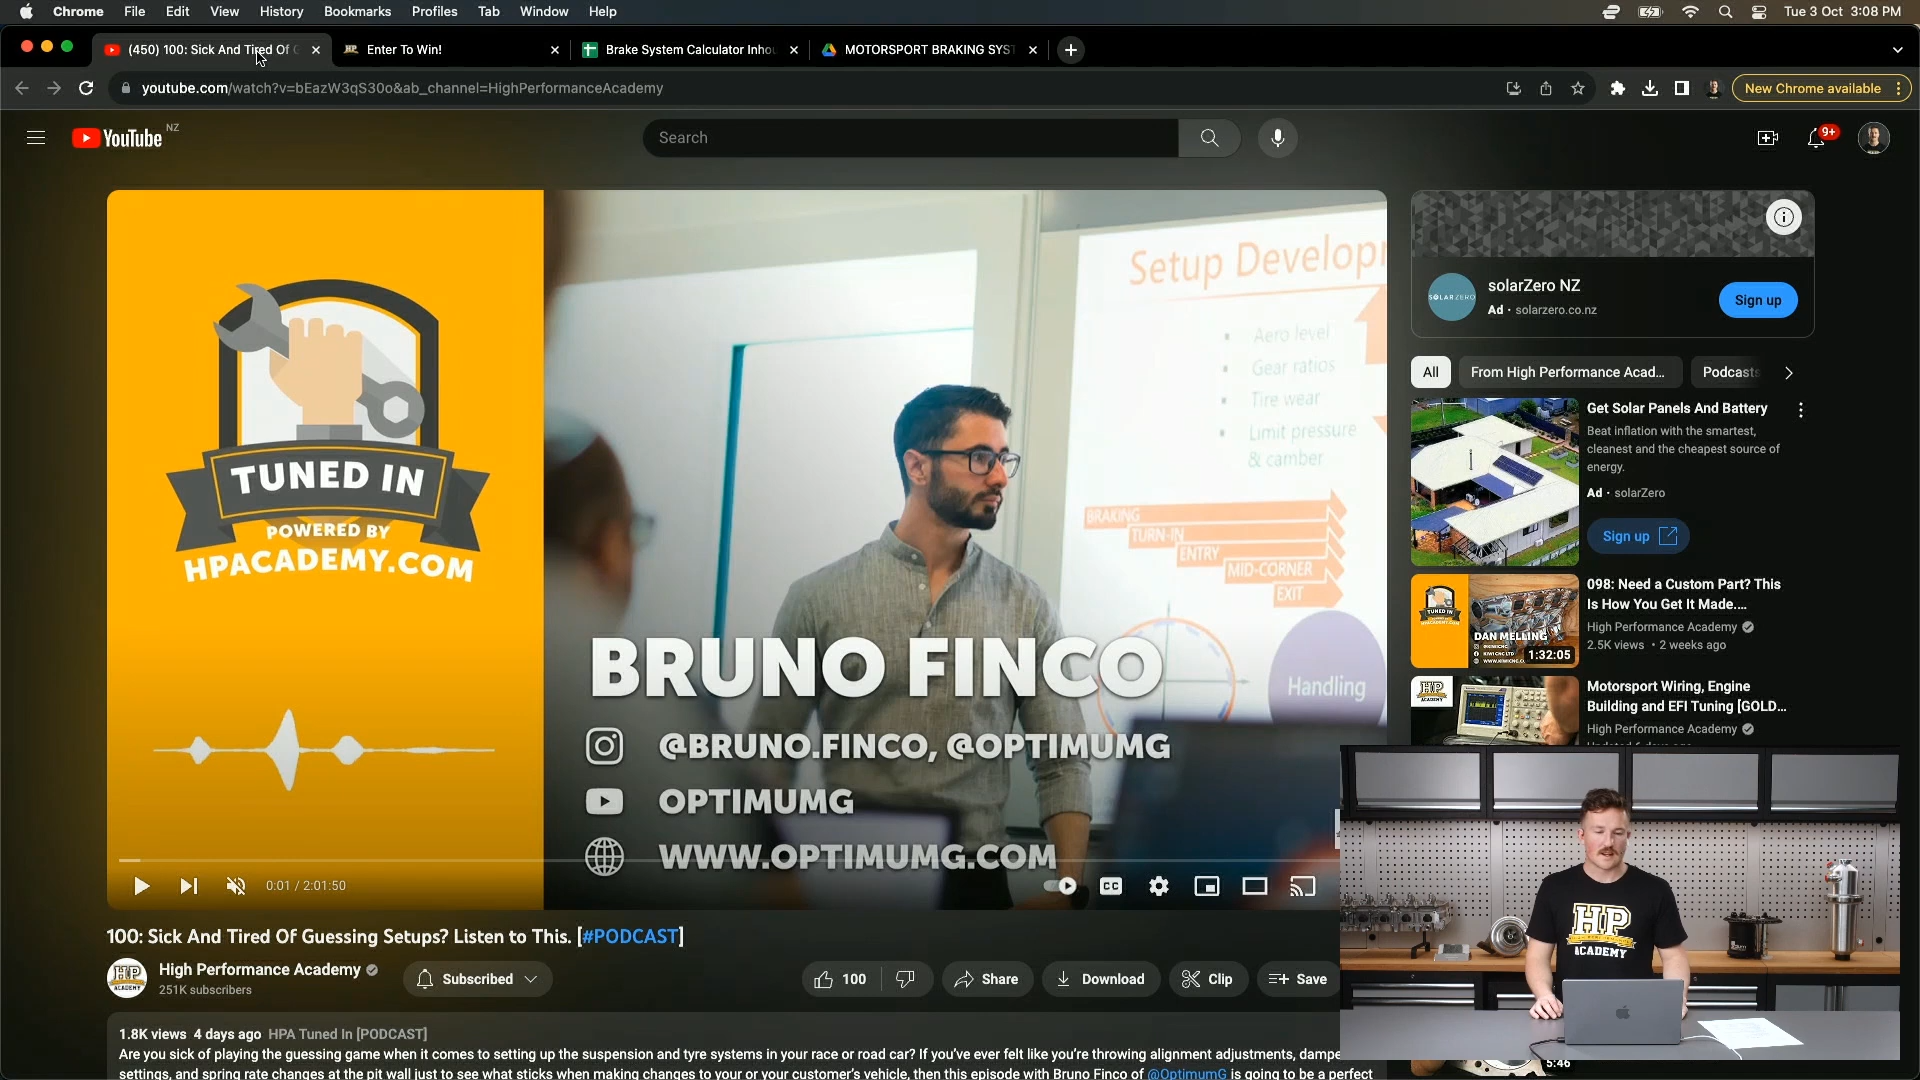 Chrome File Edit View History Bookmarks Profiles Tab Window Help
Tue 3 Oct 3:08 PM
(450) 100: Sick And Tired Of G
Enter To Win!
Brake System Calculator Inhou
MOTORSPORT BRAKING SYST
youtube.com/watch?v=bEazW3qS30o&ab_channel=HighPerformanceAcademy
New Chrome available
YouTube NZ
Search
9+
TUNED IN
POWERED BY
HPACADEMY.COM
Setup Developr
Aero level
Gear ratios
Tire wear
Limit pressure
& camber
BRAKING
TURN-IN
ENTRY
MID-CORNER
EXIT
Handling
BRUNO FINCO
@BRUNO.FINCO, @OPTIMUMG
OPTIMUMG
WWW.OPTIMUMG.COM
0:01 / 2:01:50
CC
100: Sick And Tired Of Guessing Setups? Listen to This. [#PODCAST]
HP
ACADEMY
High Performance Academy
251K subscribers
Subscribed
100
Share
Download
Clip
Save
1.8K views 4 days ago HPA Tuned In [PODCAST]
Are you sick of playing the guessing game when it comes to setting up the suspension and tyre systems in your race or road car? If you've ever felt like you're throwing alignment adjustments, dampe
settings, and spring rate changes at the pit wall just to see what sticks when making changes to your or your customer's vehicle, then this episode with Bruno Finco of @OptimumG is going to be a perfect
SOLARZERO
solarZero NZ
Ad · solarzero.co.nz
Sign up
All
From High Performance Acad...
Podcasts
Get Solar Panels And Battery
Beat inflation with the smartest,
cleanest and the cheapest source of
energy.
Ad · solarZero
Sign up
TUNED IN
DAN MELLING
1:32:05
098: Need a Custom Part? This
Is How You Get It Made....
High Performance Academy
2.5K views · 2 weeks ago
HP
ACADEMY
Motorsport Wiring, Engine
Building and EFI Tuning [GOLD...
High Performance Academy
HP
ACADEMY
5:46